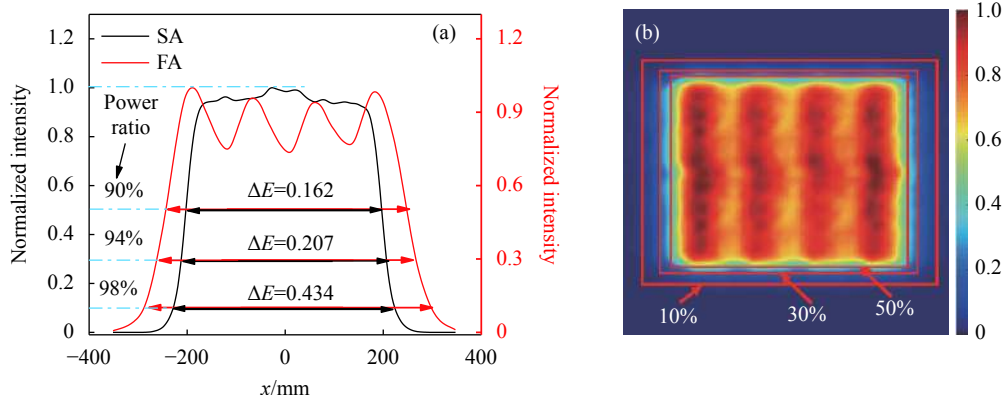 (a)
SA
FA
Power
ratio
90%
94%
98%
ΔE=0.162
ΔE=0.207
ΔE=0.434
Normalized intensity
1.2
1.0
0.8
0.6
0.4
0.2
0
−400
−200
0
200
400
x/mm
1.2
0.9
0.6
0.3
0
Normalized intensity
(b)
10%
30%
50%
1.0
0.8
0.6
0.4
0.2
0